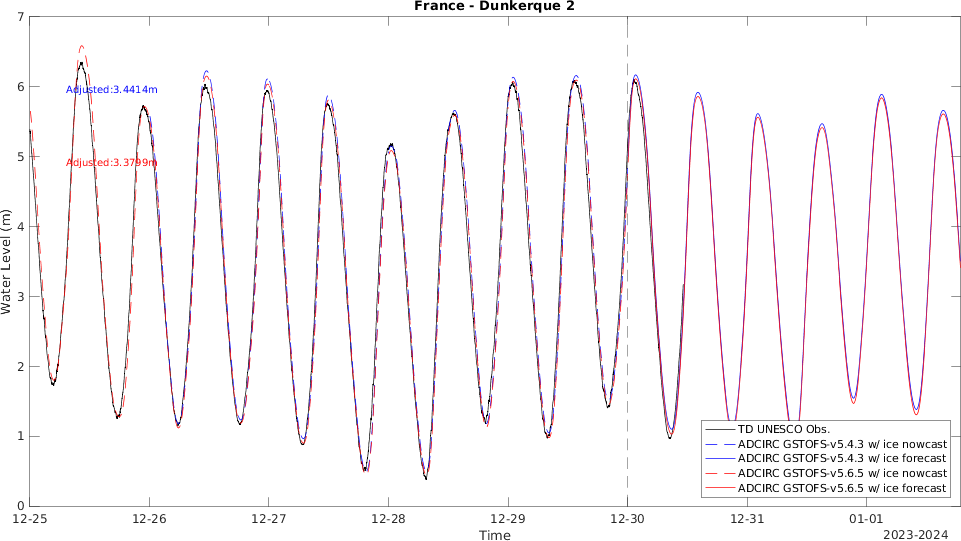 France - Dunkerque 2
7
6
5
4
3
2
1
0
Water Level (m)
Adjusted:3.4414m
Adjusted:3.3799m
TD UNESCO Obs.
ADCIRC GSTOFS-v5.4.3 w/ ice nowcast
ADCIRC GSTOFS-v5.4.3 w/ ice forecast
ADCIRC GSTOFS-v5.6.5 w/ ice nowcast
ADCIRC GSTOFS-v5.6.5 w/ ice forecast
12-25 12-26 12-27 12-28 12-29 12-30 12-31 01-01
Time
2023-2024